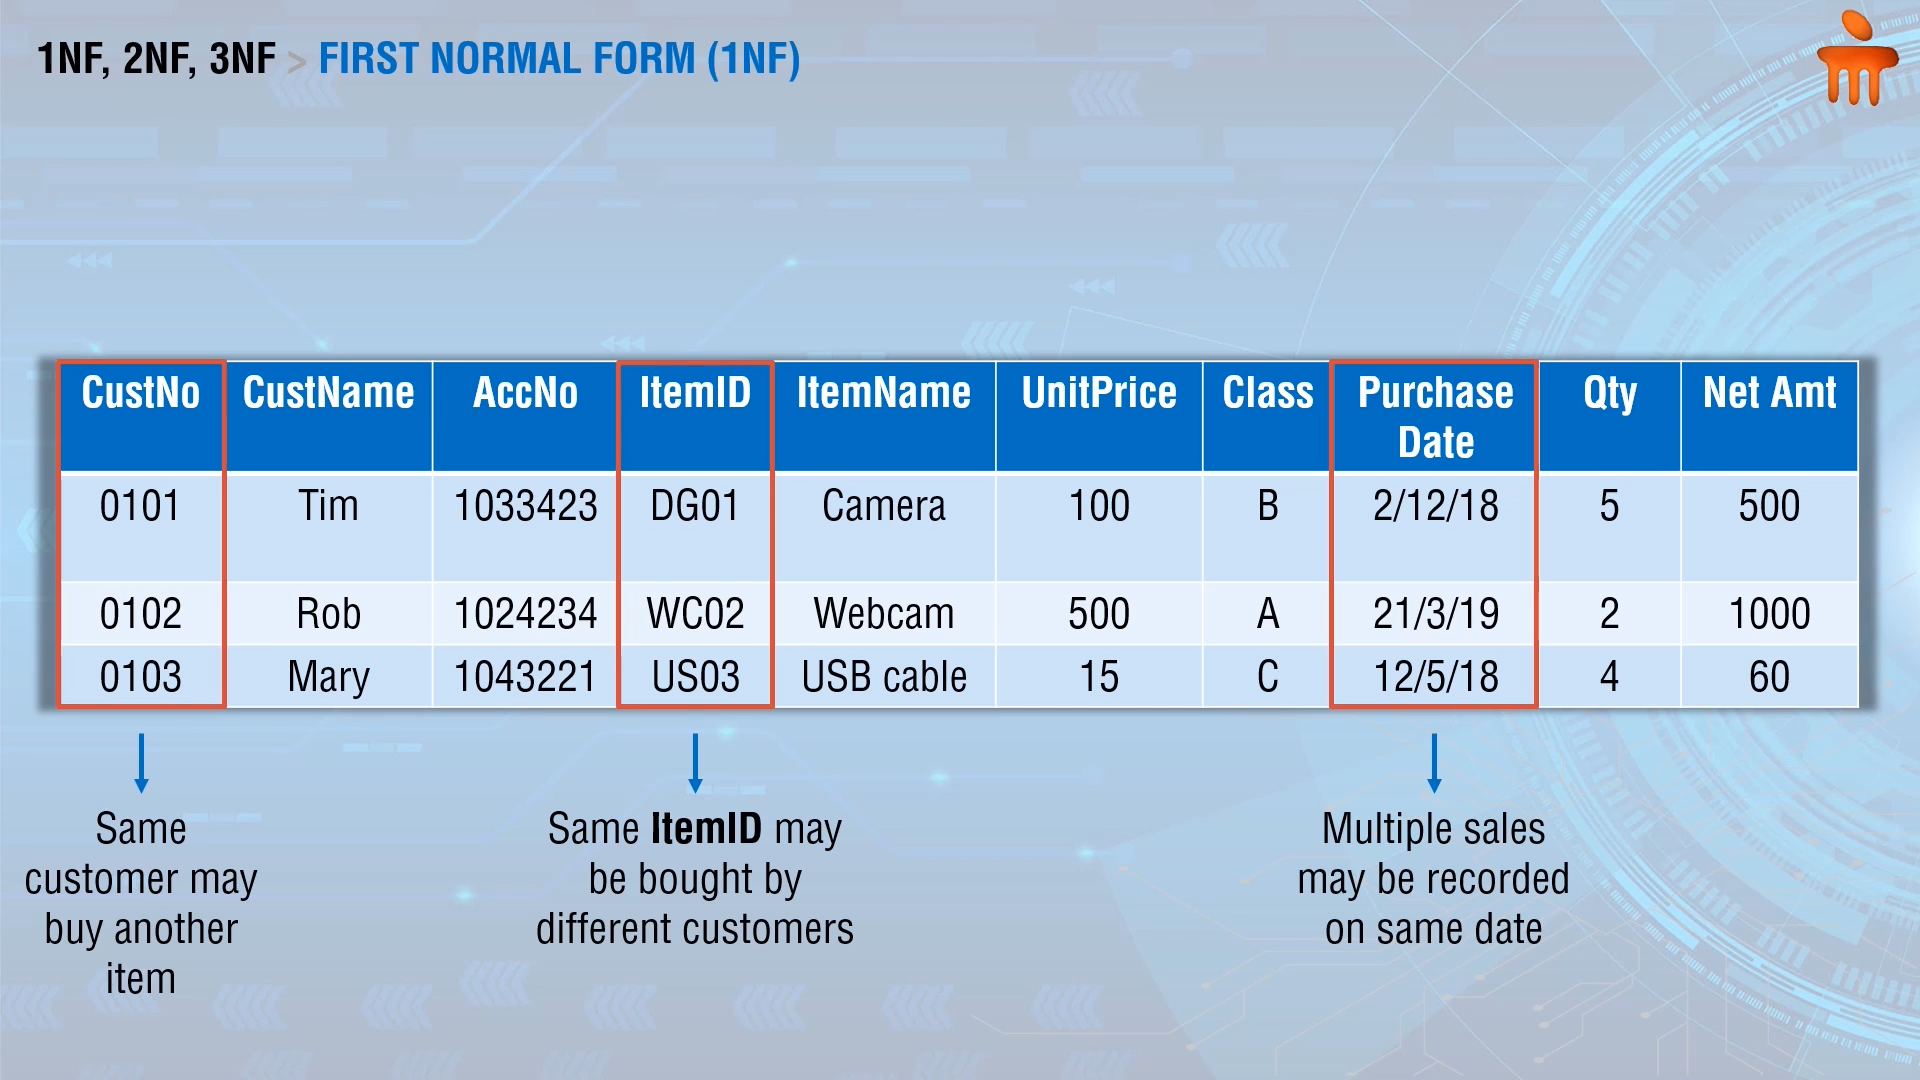 1NF, 2NF, 3NF > FIRST NORMAL FORM (1NF)
CustNo CustName AccNo ItemID ItemName UnitPrice Class Purchase Date Qty Net Amt
0101 Tim 1033423 DG01 Camera 100 B 2/12/18 5 500
0102 Rob 1024234 WC02 Webcam 500 A 21/3/19 2 1000
0103 Mary 1043221 US03 USB cable 15 C 12/5/18 4 60
Same
customer may
buy another
item
Same ItemID may
be bought by
different customers
Multiple sales
may be recorded
on same date